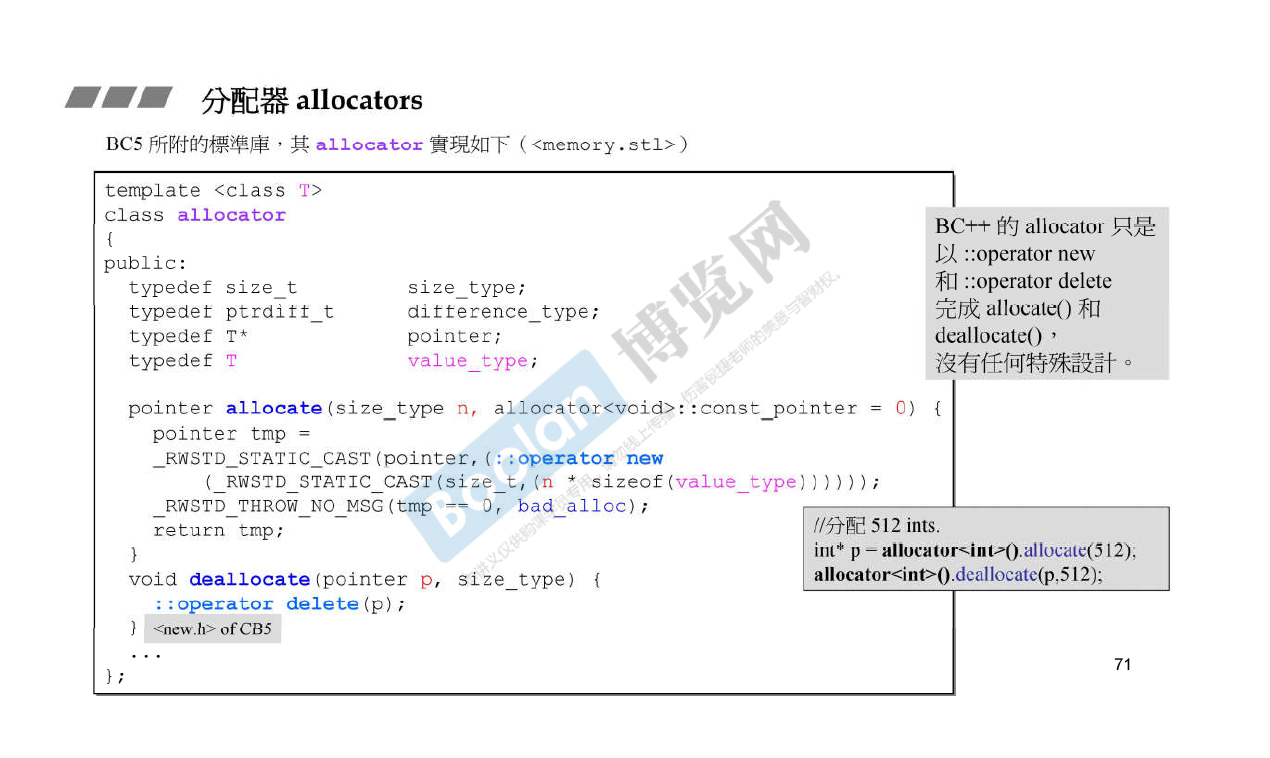 分配器 allocators
BC5 所附的標準庫，其 allocator 實現如下（<memory.stl>）
template <class T>
class allocator
{
public:
typedef size_t size_type;
typedef ptrdiff_t difference_type;
typedef T* pointer;
typedef T value_type;
pointer allocate(size_type n, allocator<void>::const_pointer = 0) {
pointer tmp =
_RWSTD_STATIC_CAST(pointer,(::operator new
(_RWSTD_STATIC_CAST(size_t,(n * sizeof(value_type))))));
_RWSTD_THROW_NO_MSG(tmp == 0, bad_alloc);
return tmp;
}
void deallocate(pointer p, size_type) {
::operator delete(p);
}
<new.h> of CB5
...
};
BC++ 的 allocator 只是
以 ::operator new
和 ::operator delete
完成 allocate() 和
deallocate()，
沒有任何特殊設計。
//分配 512 ints.
int* p = allocator<int>().allocate(512);
allocator<int>().deallocate(p,512);
Boolan 博览网
71